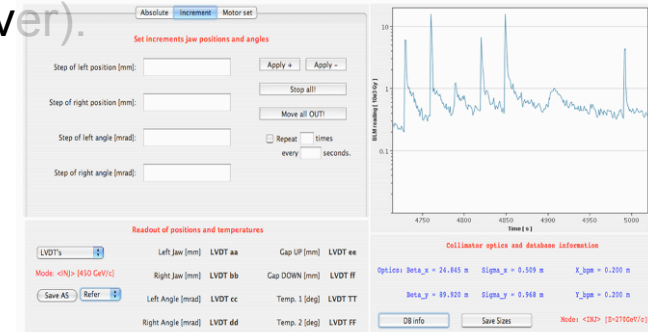 ver).
Absolute Increment Motor set
Set increments jaw positions and angles
Step of left position [mm]:
Apply + Apply -
Stop all!
Step of right position [mm]:
Move all OUT!
Step of left angle [mrad]:
Repeat times
every seconds.
Step of right angle [mrad]:
BLM reading [10e3 Gy]
10
1
0.1
4750 4800 4850 4900 4950 5000
Time [s]
Readout of positions and temperatures
LVDT's Left Jaw [mm] LVDT aa Gap UP [mm] LVDT ee
Mode: <INJ> [450 GeV/c] Right Jaw [mm] LVDT bb Gap DOWN [mm] LVDT ff
Save AS Refer Left Angle [mrad] LVDT cc Temp. 1 [deg] LVDT TT
Right Angle [mrad] LVDT dd Temp. 2 [deg] LVDT FF
Collimator optics and database information
Optics: Beta_x = 24.845 m Sigma_x = 0.509 m X_bpm = 0.200 m
Beta_y = 89.920 m Sigma_y = 0.968 m Y_bpm = 0.200 m
DB info Save Sizes Mode: <INJ> [E=270GeV/c]